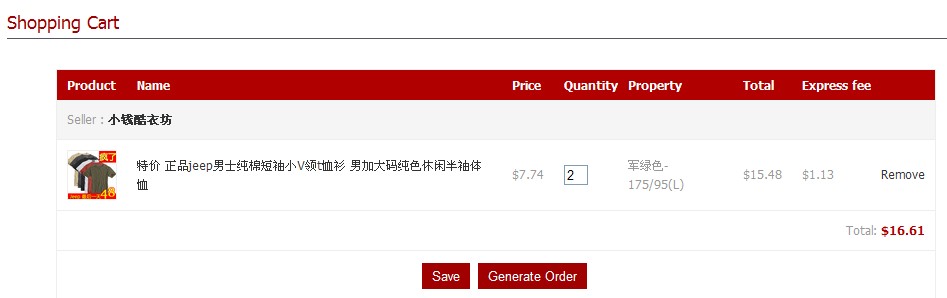 Shopping Cart
Product Name Price Quantity Property Total Express fee
Seller : 小钱酷衣坊
疯了
特价 正品jeep男士纯棉短袖小V领t恤衫 男加大码纯色休闲半袖体
恤
$7.74 2 军绿色-
175/95(L)
$15.48 $1.13 Remove
Total: $16.61
Save Generate Order